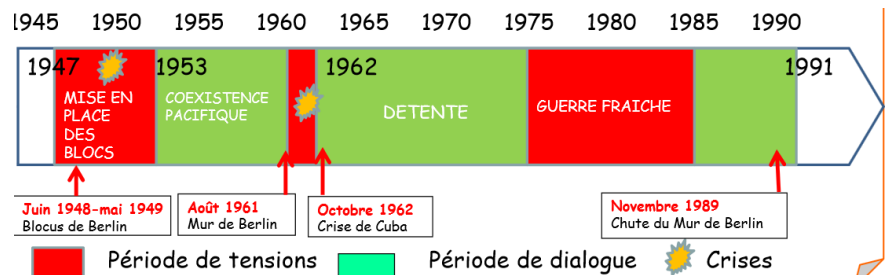 1945 1950 1955 1960 1965 1970 1975 1980 1985 1990
1947 1953 1962 1991
MISE EN
PLACE
DES
BLOCS
COEXISTENCE
PACIFIQUE
DETENTE
GUERRE FRAICHE
Juin 1948-mai 1949
Blocus de Berlin
Août 1961
Mur de Berlin
Octobre 1962
Crise de Cuba
Novembre 1989
Chute du Mur de Berlin
Période de tensions
Période de dialogue
Crises